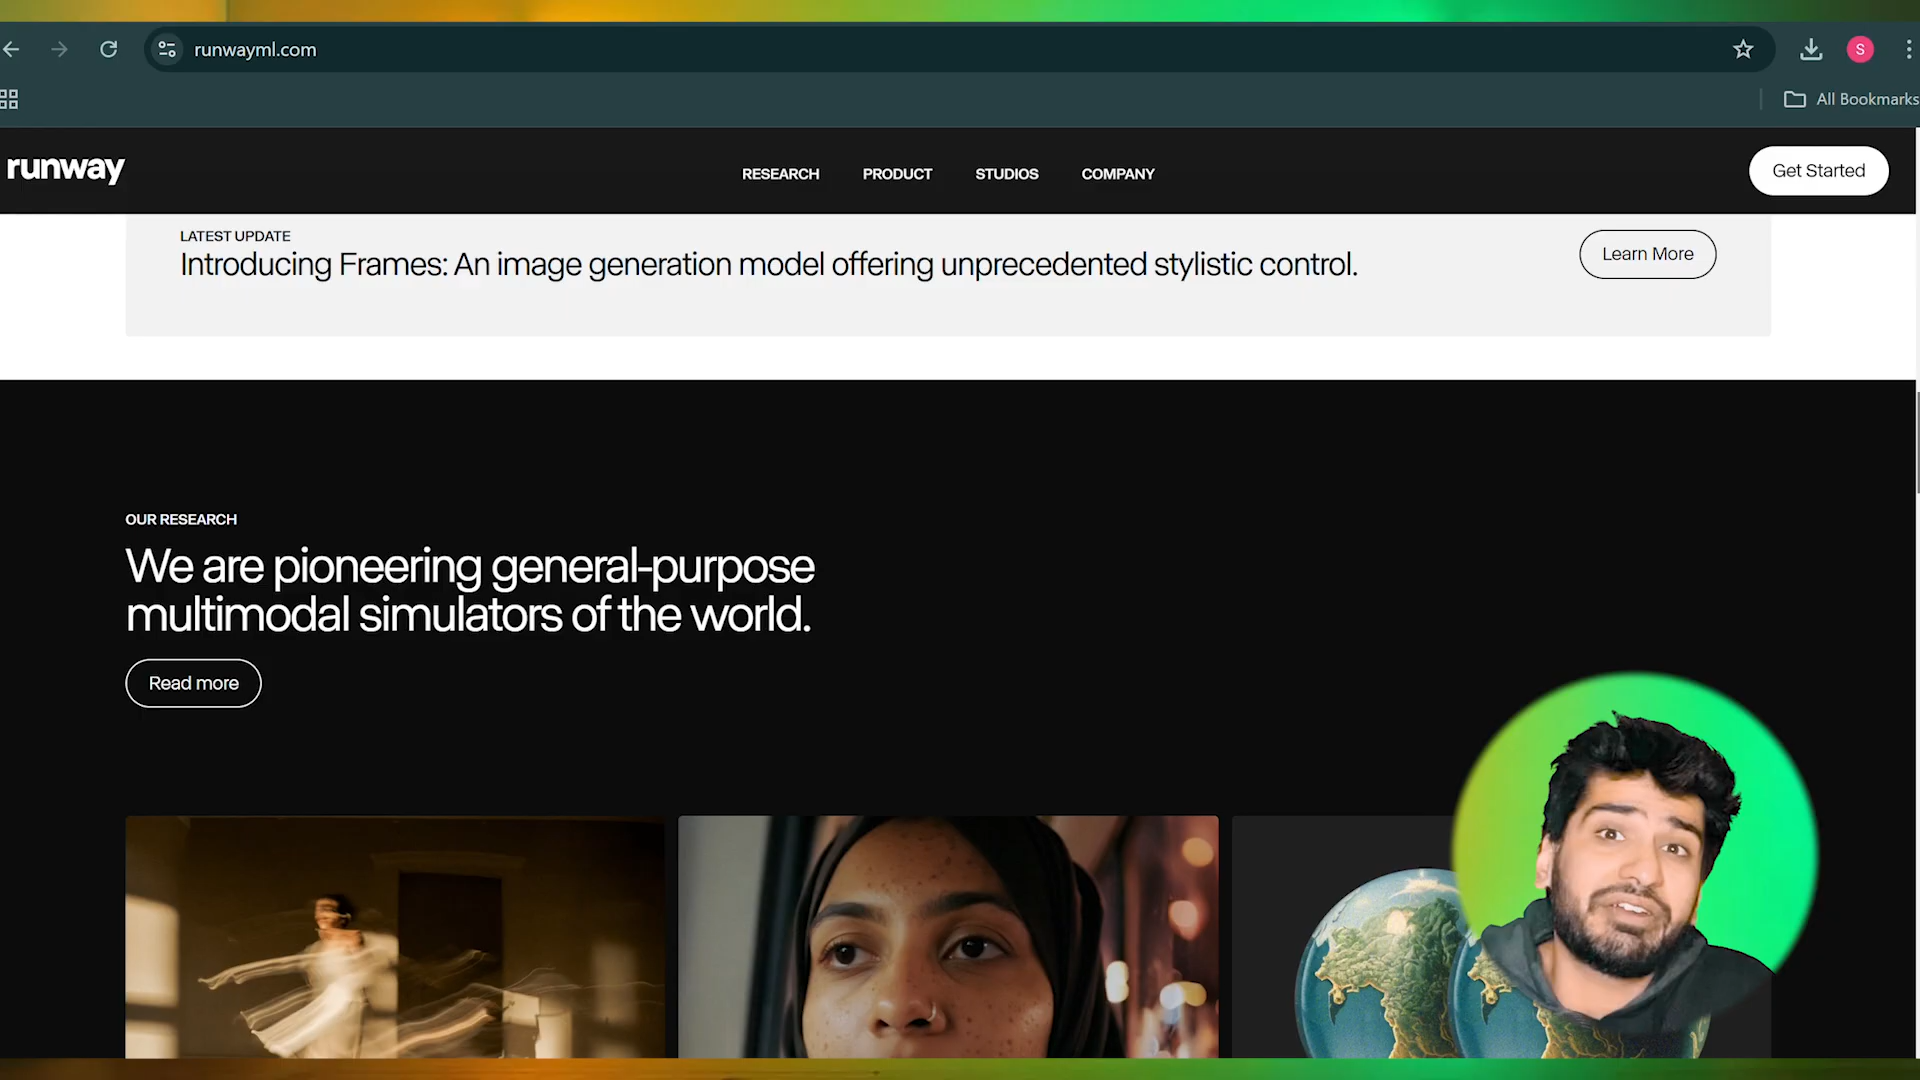 runwayml.com
S
All Bookmarks
runway
RESEARCH
PRODUCT
STUDIOS
COMPANY
Get Started
LATEST UPDATE
Introducing Frames: An image generation model offering unprecedented stylistic control.
Learn More
OUR RESEARCH
We are pioneering general-purpose
multimodal simulators of the world.
Read more